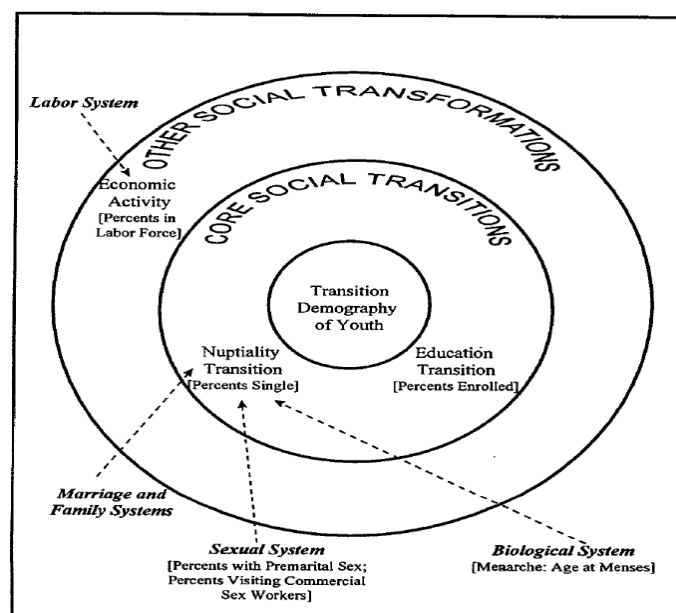 Labor System
OTHER SOCIAL TRANSFORMATIONS
Economic
Activity
[Percents in
Labor Force]
CORE SOCIAL TRANSITIONS
Transition
Demography
of Youth
Nuptiality
Transition
[Percents Single]
Education
Transition
[Percents Enrolled]
Marriage and
Family Systems
Sexual System
[Percents with Premarital Sex;
Percents Visiting Commercial
Sex Workers]
Biological System
[Menarche: Age at Menses]